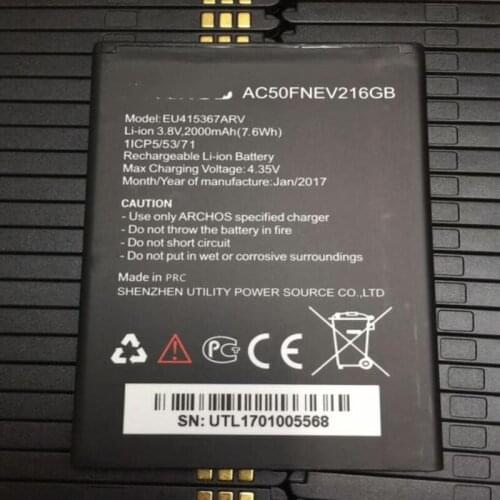 AC50FNEV216GB
Model:EU415367ARV
Li-ion 3.8V,2000mAh(7.6Wh)
1ICP5/53/71
Rechargeable Li-ion Battery
Max Charging Voltage:4.35V
Month/Year of manufacture:Jan/2017
CAUTION
- Use only ARCHOS specified charger
- Do not throw the battery in fire
- Do not short circuit
- Do not put in wet or corrosive surroundings
Made in PRC
SHENZHEN UTILITY POWER SOURCE CO.,LTD
SN: UTL1701005568